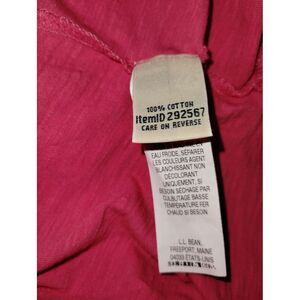 100% COTTON
ItemID 292567
CARE ON REVERSE
EAU FROIDE, SÉPARER
LES COULEURS AGENT
BLANCHISSANT NON
DÉCOLORANT
UNIQUEMENT, SI
BESOIN SÉCHAGE PAR
CULBUTAGE BASSE
TEMPÉRATURE FER
CHAUD SI BESOIN
L.L. BEAN,
FREEPORT, MAINE
04033 ÉTATS-UNIS